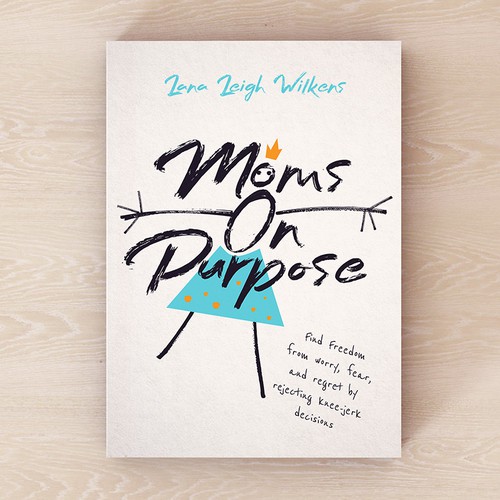 Lana Leigh Wilkens
Moms
On
Purpose
Find Freedom
from worry, fear,
and regret by
rejecting knee-jerk
decisions